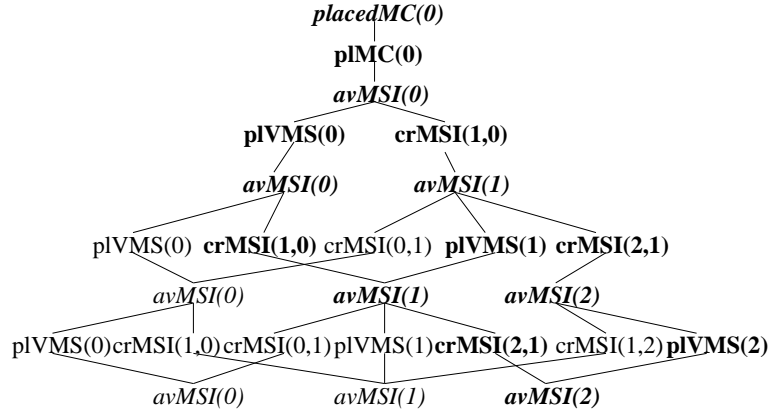 placedMC(0)
plMC(0)
avMSI(0)
plVMS(0) crMSI(1,0)
avMSI(0) avMSI(1)
plVMS(0) crMSI(1,0) crMSI(0,1) plVMS(1) crMSI(2,1)
avMSI(0) avMSI(1) avMSI(2)
plVMS(0) crMSI(1,0) crMSI(0,1) plVMS(1) crMSI(2,1) crMSI(1,2) plVMS(2)
avMSI(0) avMSI(1) avMSI(2)